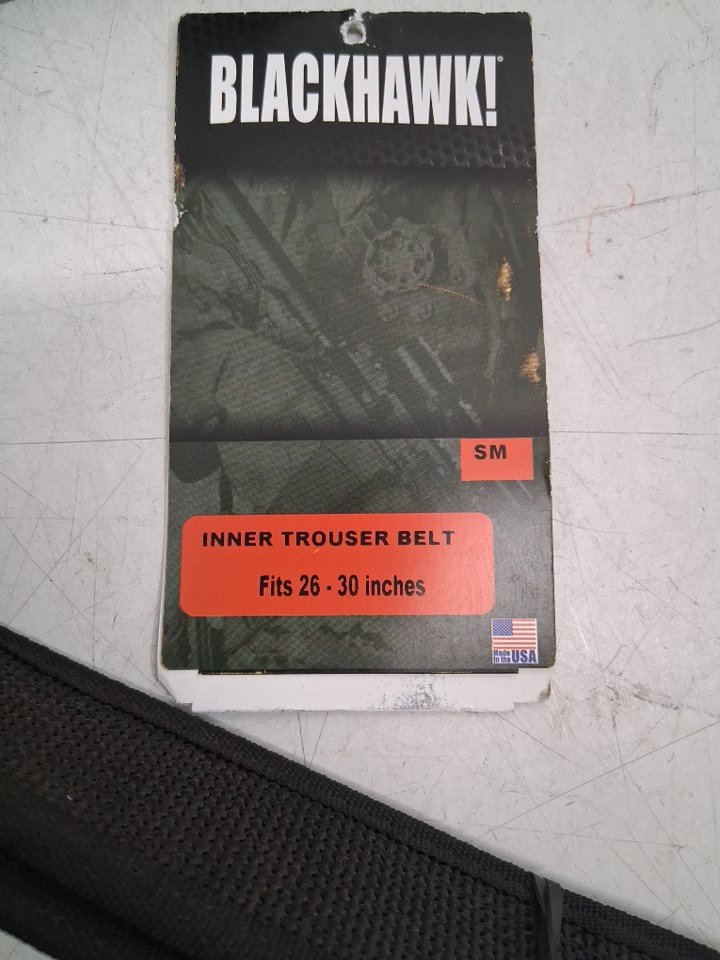 BLACKHAWK!®
SM
INNER TROUSER BELT
Fits 26 - 30 inches
Made
in the USA